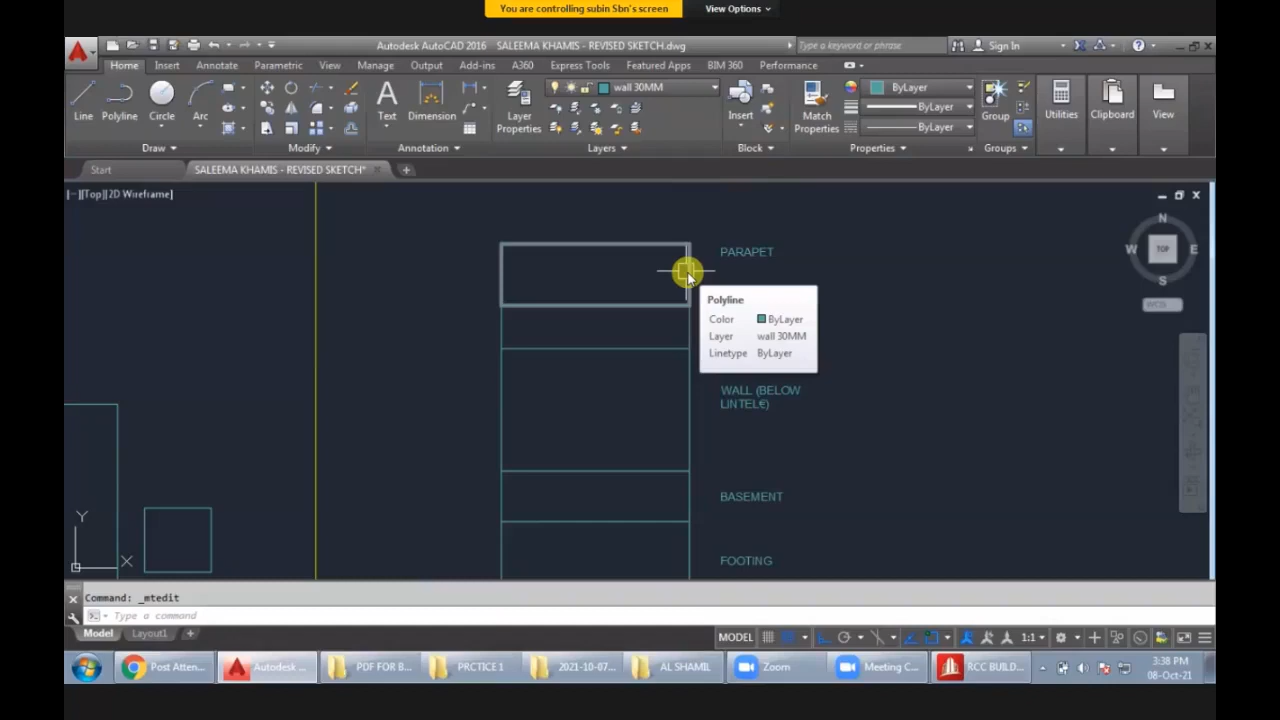 You are controlling subin Sbn's screen
View Options
Autodesk AutoCAD 2016 SALEEMA KHAMIS - REVISED SKETCH.dwg
Type a keyword or phrase
Sign In
Home Insert Annotate Parametric View Manage Output Add-ins A360 Express Tools Featured Apps BIM 360 Performance
wall 30MM
ByLayer
ByLayer
ByLayer
Line Polyline Circle Arc
Text Dimension
Layer Properties
Insert
Match Properties
Group
Utilities
Clipboard
View
Draw Modify Annotation Layers Block Properties Groups
Start
SALEEMA KHAMIS - REVISED SKETCH*
[−][Top][2D Wireframe]
N
W TOP E
S
WCS
PARAPET
Polyline
Color ByLayer
Layer wall 30MM
Linetype ByLayer
WALL (BELOW
LINTEL€)
BASEMENT
FOOTING
Y
X
Command: _mtedit
Type a command
Model Layout1
MODEL
1:1
Post Atten...
Autodesk ...
PDF FOR B...
PRCTICE 1
2021-10-07...
AL SHAMIL
Zoom
Meeting C...
RCC BUILD...
3:38 PM
08-Oct-21